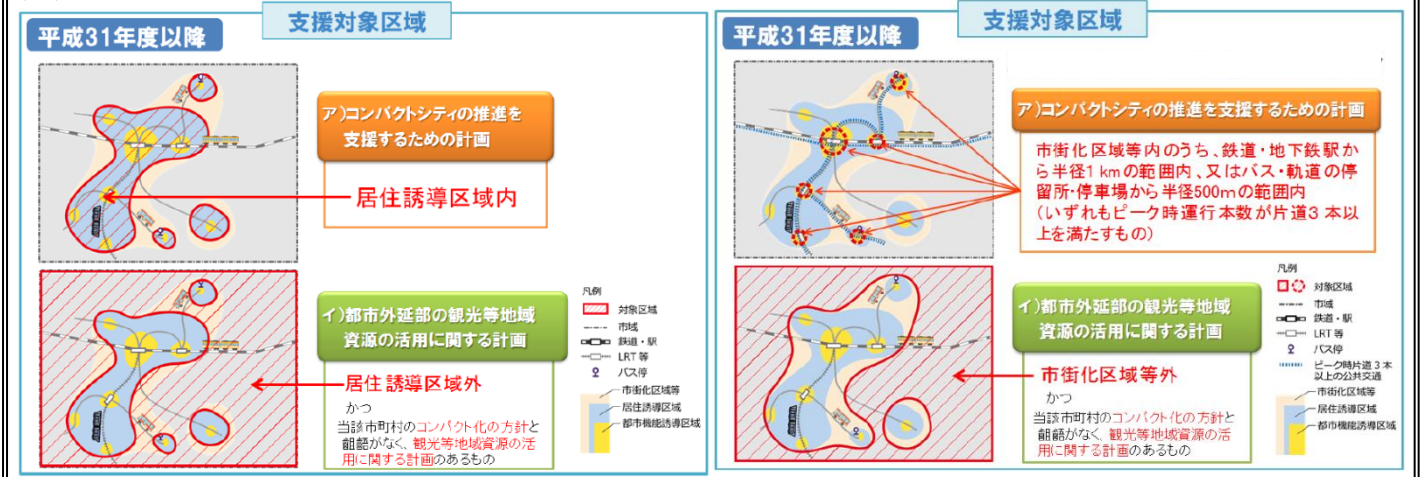 支援対象区域
平成31年度以降
ア)コンパクトシティの推進を
支援するための計画
居住誘導区域内
イ)都市外延部の観光等地域
資源の活用に関する計画
居住誘導区域外
かつ
当該市町村のコンパクト化の方針と
齟齬がなく、観光等地域資源の活
用に関する計画のあるもの
凡例
対象区域
市域
鉄道・駅
LRT 等
バス停
市街化区域等
居住誘導区域
都市機能誘導区域
支援対象区域
平成31年度以降
ア)コンパクトシティの推進を支援するための計画
市街化区域等内のうち、鉄道・地下鉄駅か
ら半径1 kmの範囲内、又はバス・軌道の停
留所・停車場から半径500mの範囲内
(いずれもピーク時運行本数が片道3 本以
上を満たすもの)
イ)都市外延部の観光等地域
資源の活用に関する計画
市街化区域等外
かつ
当該市町村のコンパクト化の方針と
齟齬がなく、観光等地域資源の活
用に関する計画のあるもの
凡例
対象区域
市域
鉄道・駅
LRT 等
バス停
ピーク時片道 3 本
以上の公共交通
市街化区域等
居住誘導区域
都市機能誘導区域